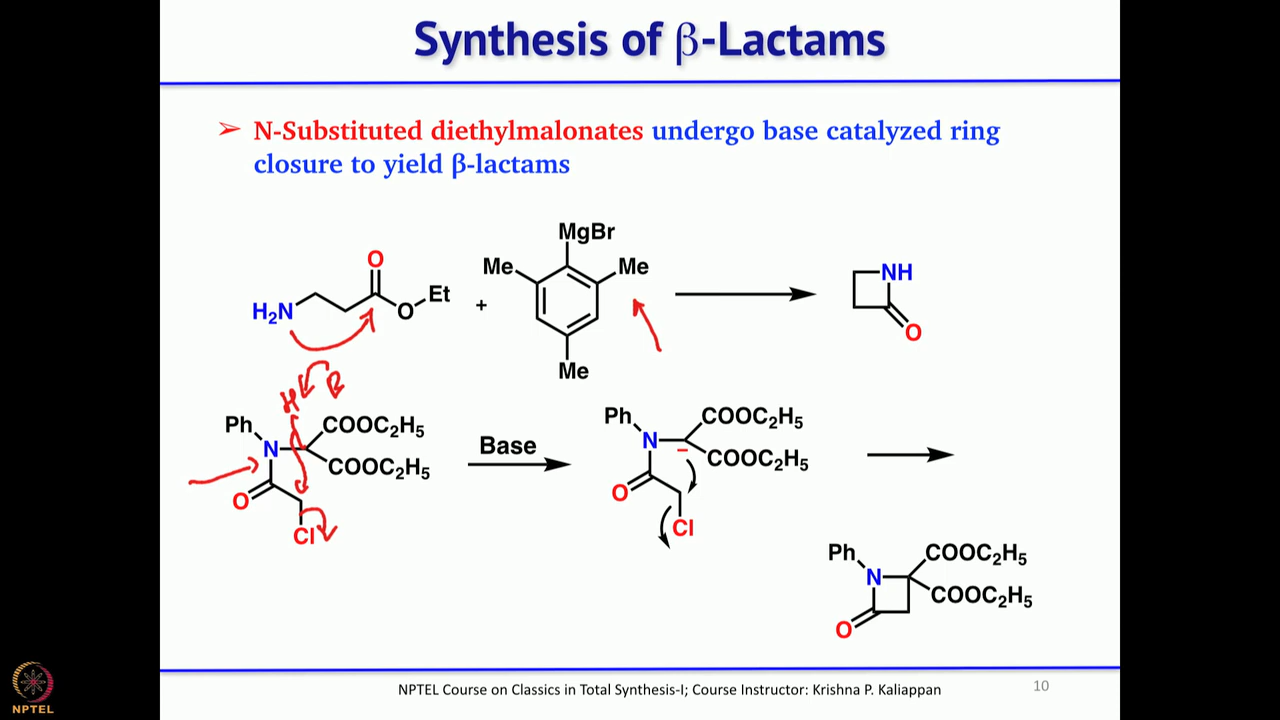 Synthesis of β-Lactams
➢ N-Substituted diethylmalonates undergo base catalyzed ring
closure to yield β-lactams
MgBr
O
Me
Me
NH
H₂N
O
Et
+
O
Me
H
B
Ph
COOC₂H₅
N
COOC₂H₅
O
Cl
Base
Ph
COOC₂H₅
N
–
COOC₂H₅
O
Cl
Ph
COOC₂H₅
N
COOC₂H₅
O
NPTEL
NPTEL Course on Classics in Total Synthesis-I; Course Instructor: Krishna P. Kaliappan
10